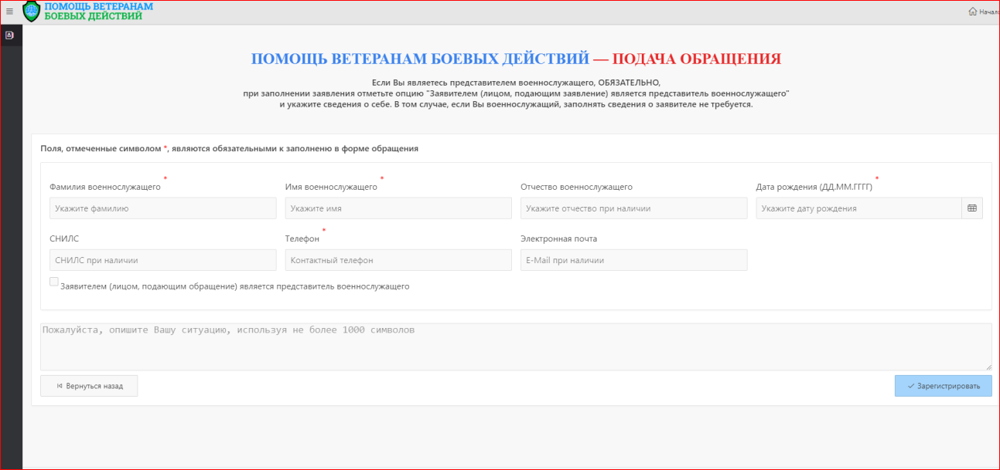 ПОМОЩЬ ВЕТЕРАНАМ
БОЕВЫХ ДЕЙСТВИЙ
Начало
ПОМОЩЬ ВЕТЕРАНАМ БОЕВЫХ ДЕЙСТВИЙ — ПОДАЧА ОБРАЩЕНИЯ
Если Вы являетесь представителем военнослужащего, ОБЯЗАТЕЛЬНО,
при заполнении заявления отметьте опцию "Заявителем (лицом, подающим заявление) является представитель военнослужащего"
и укажите сведения о себе. В том случае, если Вы военнослужащий, заполнять сведения о заявителе не требуется.
Поля, отмеченные символом *, являются обязательными к заполненю в форме обращения
Фамилия военнослужащего *
Имя военнослужащего *
Отчество военнослужащего
Дата рождения (ДД.ММ.ГГГГ) *
Укажите фамилию
Укажите имя
Укажите отчество при наличии
Укажите дату рождения
СНИЛС
Телефон *
Электронная почта
СНИЛС при наличии
Контактный телефон
E-Mail при наличии
Заявителем (лицом, подающим обращение) является представитель военнослужащего
Пожалуйста, опишите Вашу ситуацию, используя не более 1000 символов
Вернуться назад
Зарегистрировать